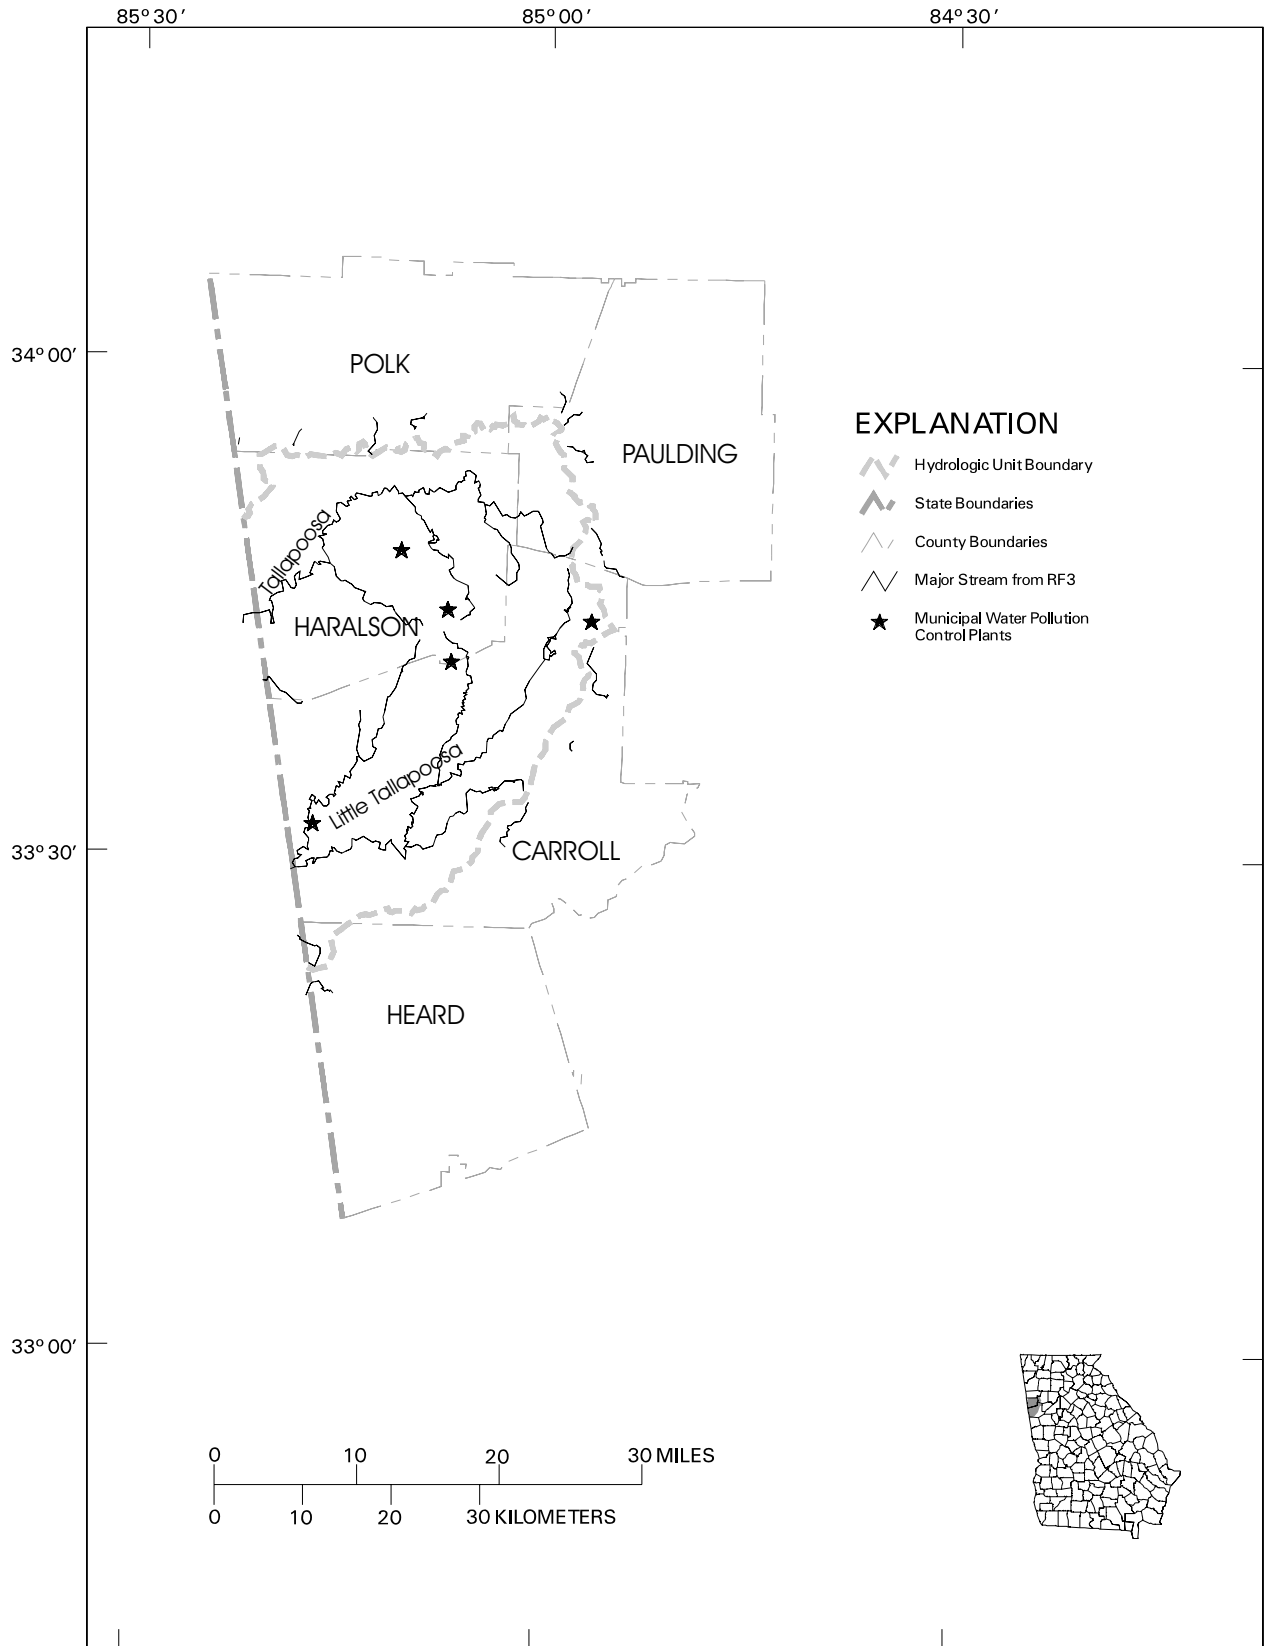 85° 30′
85° 00′
84° 30′
34° 00′
POLK
EXPLANATION
PAULDING
Hydrologic Unit Boundary
State Boundaries
Tallapoosa
County Boundaries
Major Stream from RF3
HARALSON
Municipal Water Pollution
Control Plants
Little Tallapoosa
33° 30′
CARROLL
HEARD
33° 00′
0 10 20 30 MILES
0 10 20 30 KILOMETERS